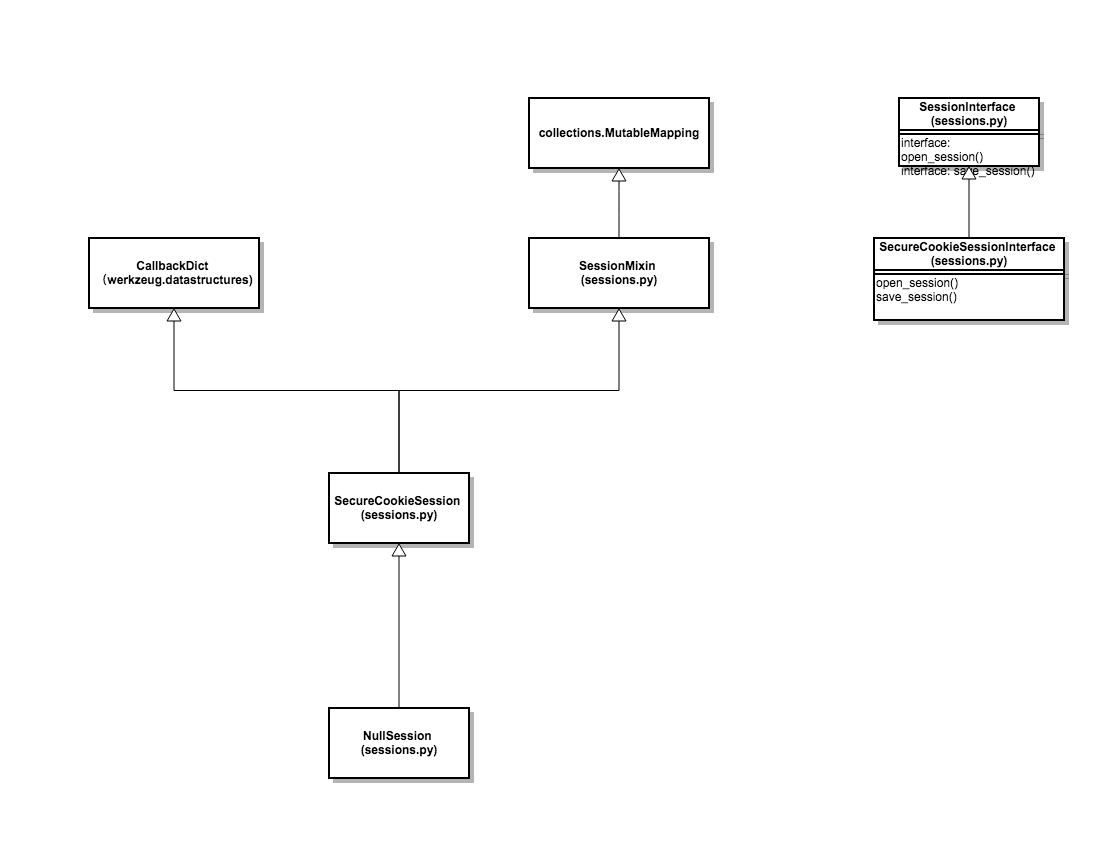 collections.MutableMapping
SessionInterface
(sessions.py)
interface:
open_session()
interface: save_session()
CallbackDict
(werkzeug.datastructures)
SessionMixin
(sessions.py)
SecureCookieSessionInterface
(sessions.py)
open_session()
save_session()
SecureCookieSession
(sessions.py)
NullSession
(sessions.py)